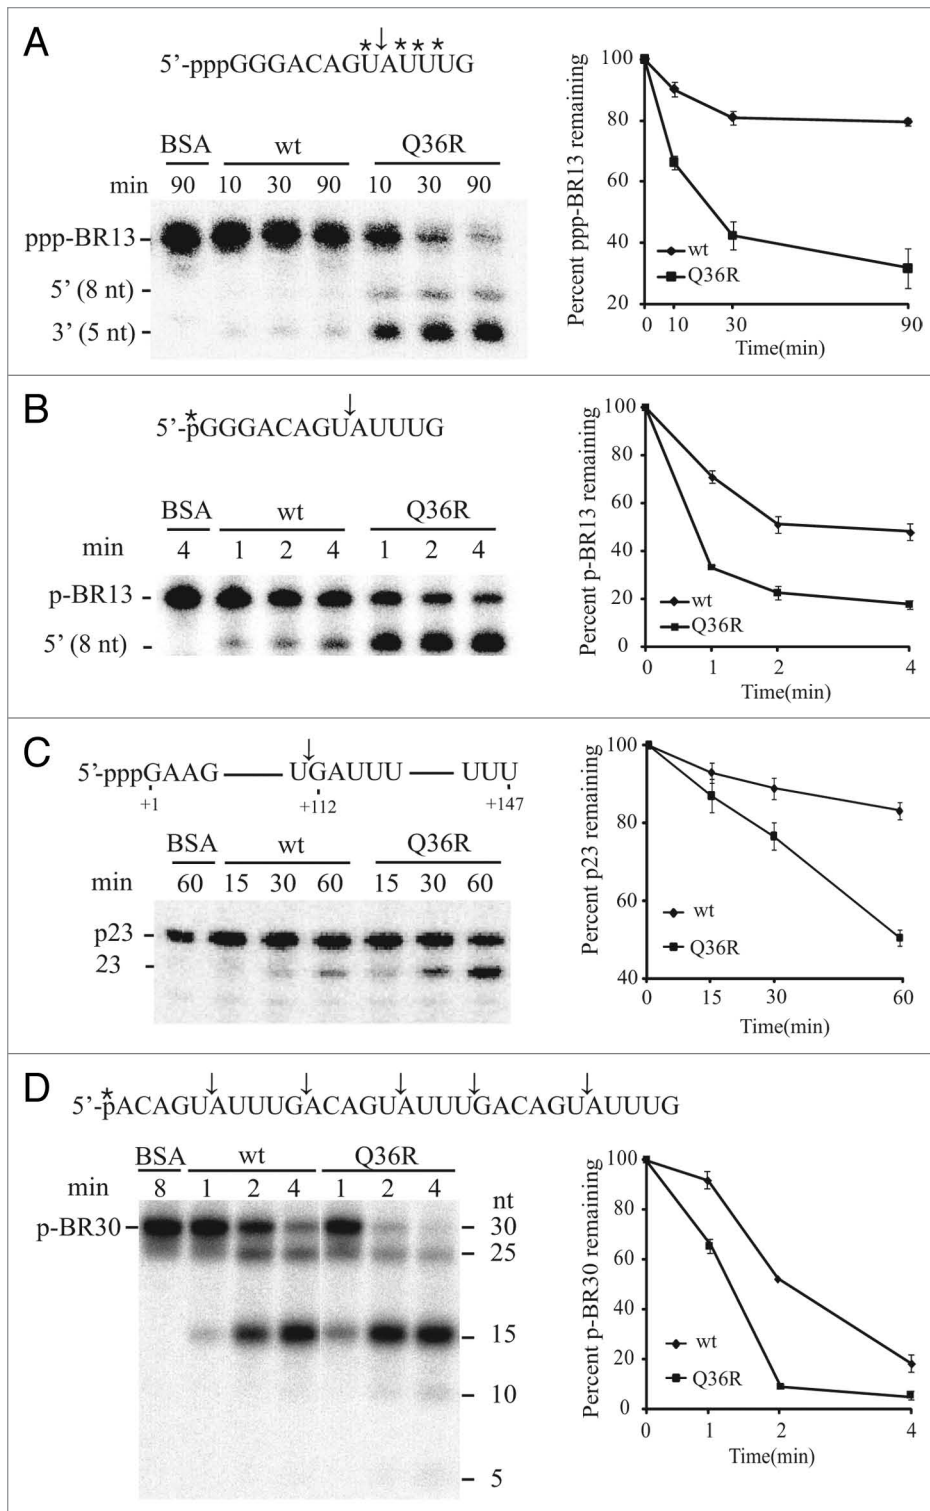 A
* ↓ * * *
5’-pppGGGACAGUAUUUG
BSA wt Q36R
min 90 10 30 90 10 30 90
ppp-BR13
5’ (8 nt)
3’ (5 nt)
Percent ppp-BR13 remaining
100
80
60
40
20
wt
Q36R
0 10 30 90
Time(min)
B
* ↓
5’-pGGGACAGUAUUUG
BSA wt Q36R
min 4 1 2 4 1 2 4
p-BR13
5’ (8 nt)
Percent p-BR13 remaining
100
80
60
40
20
0
wt
Q36R
0 1 2 4
Time(min)
C
↓
5’-pppGAAG — UGAUUU — UUU
+1 +112 +147
BSA wt Q36R
min 60 15 30 60 15 30 60
p23
23
Percent p23 remaining
100
80
60
40
wt
Q36R
0 15 30 60
Time(min)
D
* ↓ ↓ ↓ ↓ ↓
5’-pACAGUAUUUGACAGUAUUUGACAGUAUUUG
BSA wt Q36R
min 8 1 2 4 1 2 4 nt
p-BR30
30
25
15
10
5
Percent p-BR30 remaining
100
80
60
40
20
0
wt
Q36R
0 1 2 4
Time(min)